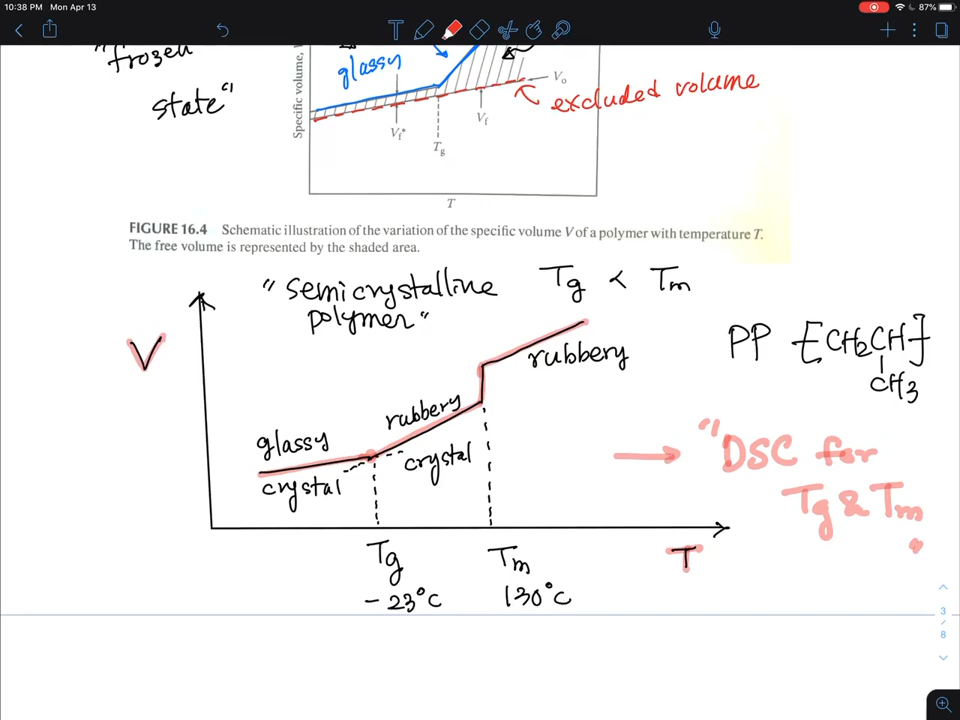 10:38 PM Mon Apr 13
87%
"frozen
state"
Specific volume,
glassy
V₀
excluded volume
Vf*
Vf
Tg
T
FIGURE 16.4 Schematic illustration of the variation of the specific volume V of a polymer with temperature T.
The free volume is represented by the shaded area.
"semicrystalline
polymer"
Tg < Tm
V
PP [CH2CH]
CH3
rubbery
rubbery
glassy
crystal
crystal
→ "DSC for
Tg & Tm"
Tg
Tm
T
-23°C
130°C
3
/
8